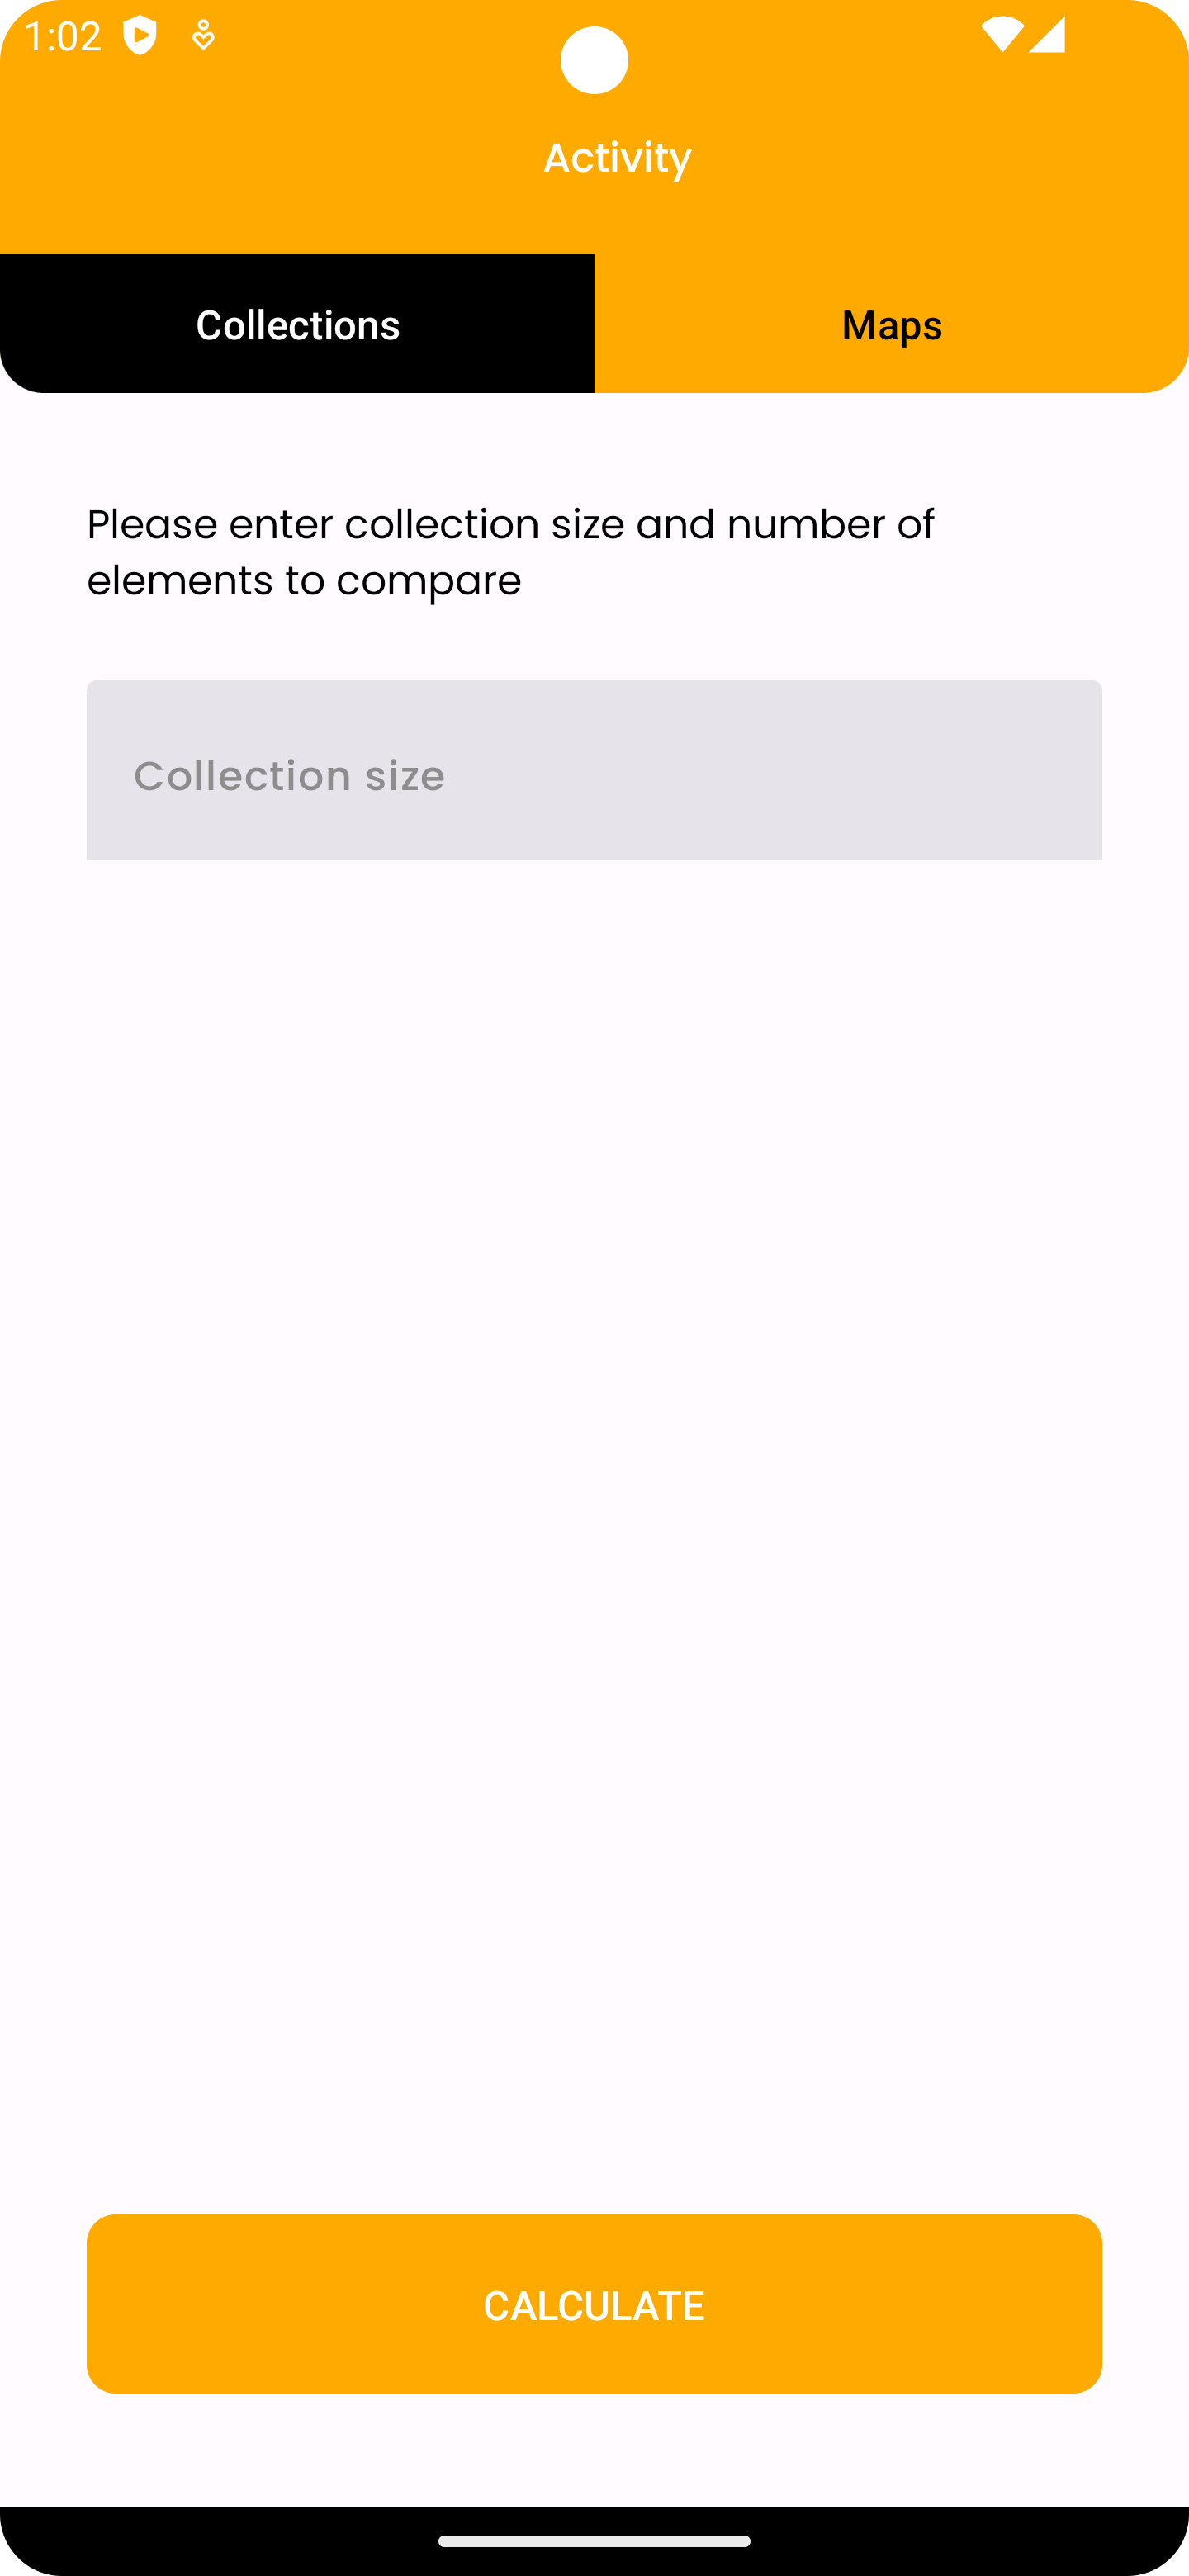 1:02
Activity
Collections
Maps
Please enter collection size and number of
elements to compare
Collection size
CALCULATE